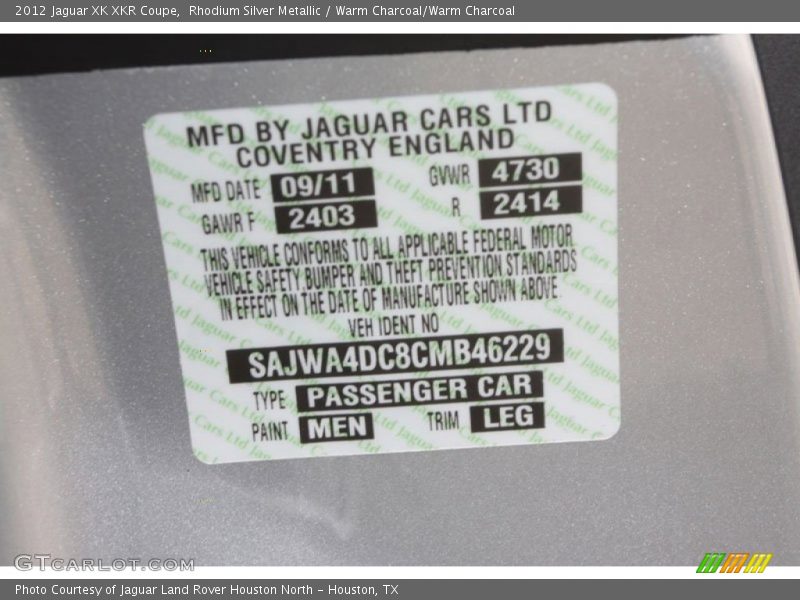 2012 Jaguar XK XKR Coupe, Rhodium Silver Metallic / Warm Charcoal/Warm Charcoal
MFD BY JAGUAR CARS LTD
COVENTRY ENGLAND
MFD DATE 09/11 GVWR 4730
GAWR F 2403 R 2414
THIS VEHICLE CONFORMS TO ALL APPLICABLE FEDERAL MOTOR
VEHICLE SAFETY,BUMPER AND THEFT PREVENTION STANDARDS
IN EFFECT ON THE DATE OF MANUFACTURE SHOWN ABOVE.
VEH IDENT NO
SAJWA4DC8CMB46229
TYPE PASSENGER CAR
PAINT MEN TRIM LEG
GTCARLOT.COM
Photo Courtesy of Jaguar Land Rover Houston North - Houston, TX